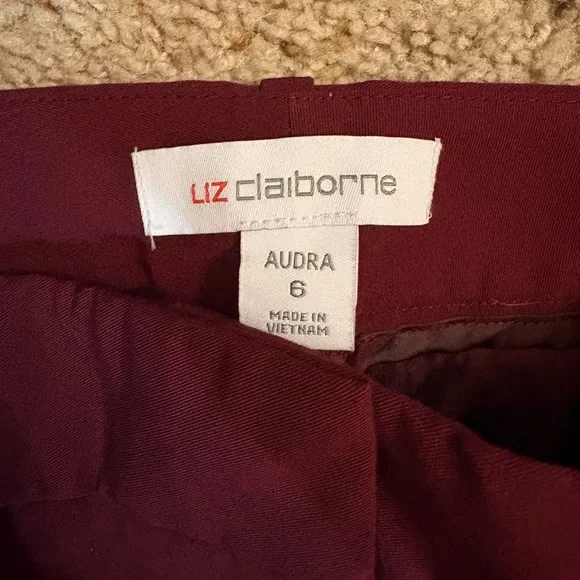 LIZ claiborne
AUDRA
6
MADE IN
VIETNAM